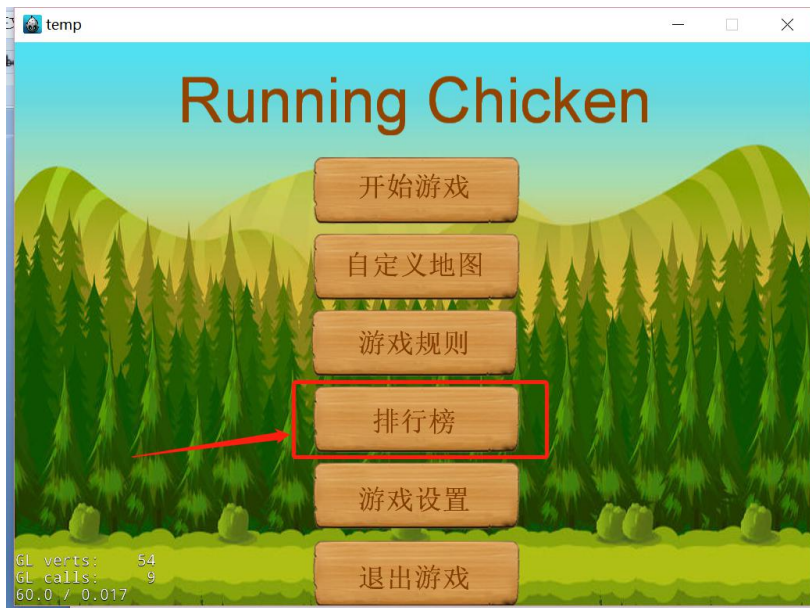 temp
Running Chicken
开始游戏
自定义地图
游戏规则
排行榜
游戏设置
退出游戏
GL verts: 54
GL calls: 9
60.0 / 0.017